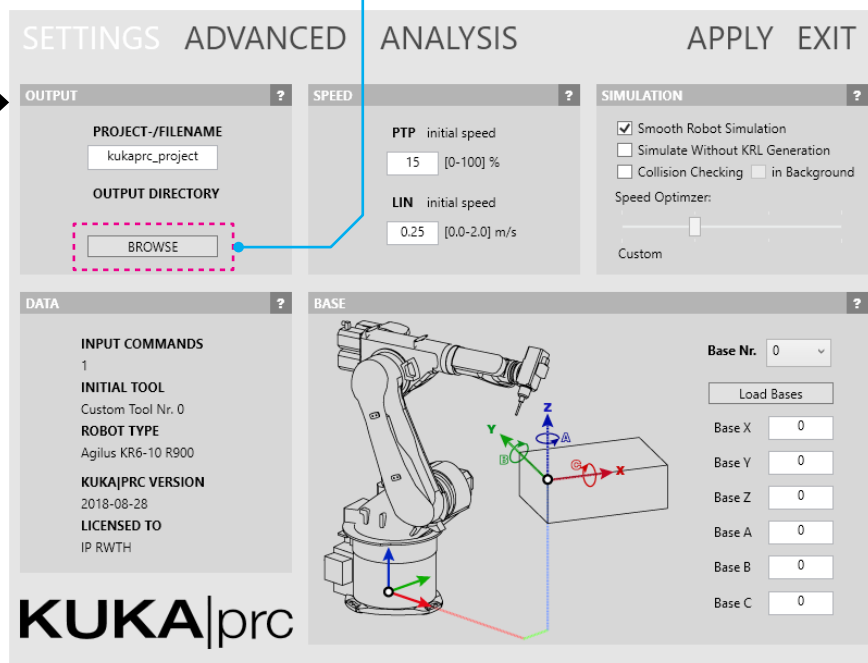 SETTINGS ADVANCED ANALYSIS APPLY EXIT
OUTPUT ?
PROJECT-/FILENAME
kukaprc_project
OUTPUT DIRECTORY
BROWSE
SPEED ?
PTP initial speed
15 [0-100] %
LIN initial speed
0.25 [0.0-2.0] m/s
SIMULATION ?
Smooth Robot Simulation
Simulate Without KRL Generation
Collision Checking in Background
Speed Optimzer:
Custom
DATA ?
INPUT COMMANDS
1
INITIAL TOOL
Custom Tool Nr. 0
ROBOT TYPE
Agilus KR6-10 R900
KUKA|PRC VERSION
2018-08-28
LICENSED TO
IP RWTH
KUKA|prc
BASE ?
Z
A
Y
B
C
X
Base Nr. 0
Load Bases
Base X 0
Base Y 0
Base Z 0
Base A 0
Base B 0
Base C 0